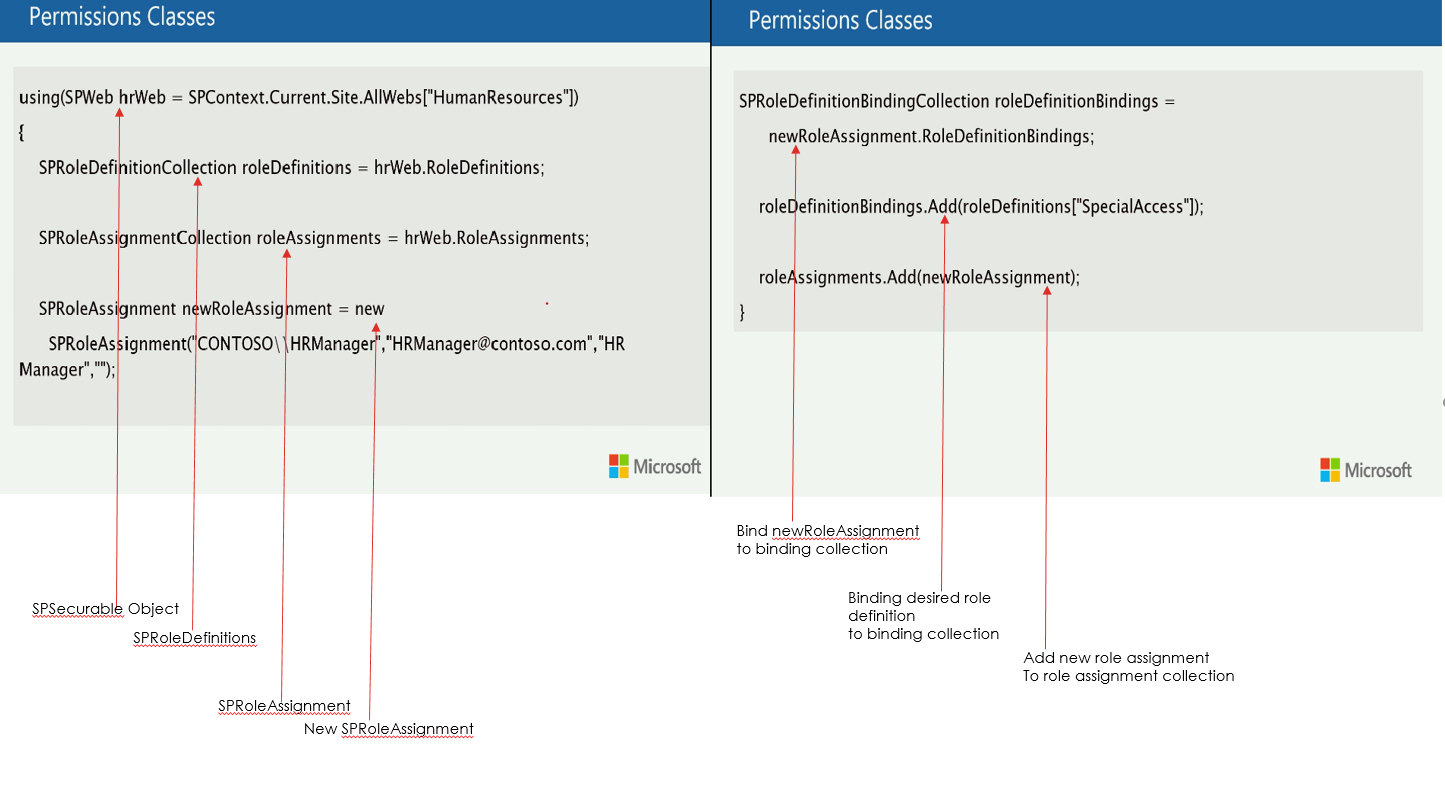 Permissions Classes
using(SPWeb hrWeb = SPContext.Current.Site.AllWebs["HumanResources"])
{
SPRoleDefinitionCollection roleDefinitions = hrWeb.RoleDefinitions;
SPRoleAssignmentCollection roleAssignments = hrWeb.RoleAssignments;
SPRoleAssignment newRoleAssignment = new
SPRoleAssignment("CONTOSO\\HRManager","HRManager@contoso.com","HR
Manager","");
Microsoft
SPSecurable Object
SPRoleDefinitions
SPRoleAssignment
New SPRoleAssignment
Permissions Classes
SPRoleDefinitionBindingCollection roleDefinitionBindings =
newRoleAssignment.RoleDefinitionBindings;
roleDefinitionBindings.Add(roleDefinitions["SpecialAccess"]);
roleAssignments.Add(newRoleAssignment);
}
Microsoft
Bind newRoleAssignment
to binding collection
Binding desired role
definition
to binding collection
Add new role assignment
To role assignment collection